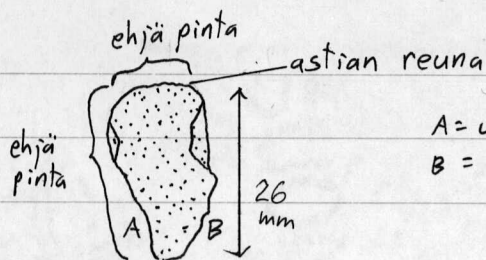 ehjä pinta
astian reuna
ehjä
pinta
A =
B =
26
mm
A
B